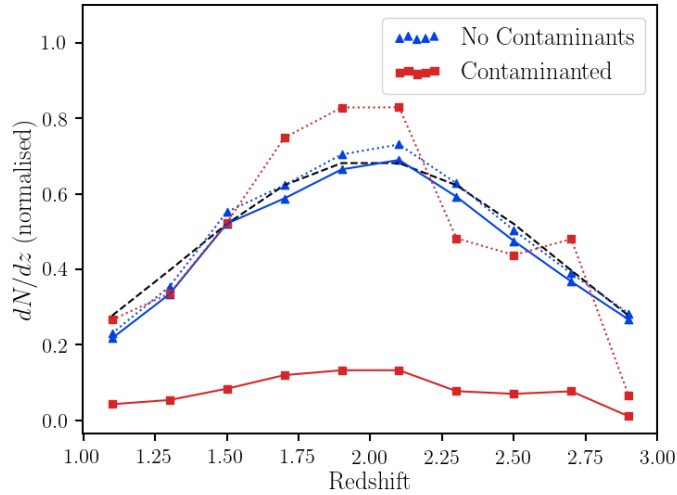 No Contaminants
Contaminanted
dN/dz (normalised)
1.0
0.8
0.6
0.4
0.2
0.0
1.00 1.25 1.50 1.75 2.00 2.25 2.50 2.75 3.00
Redshift